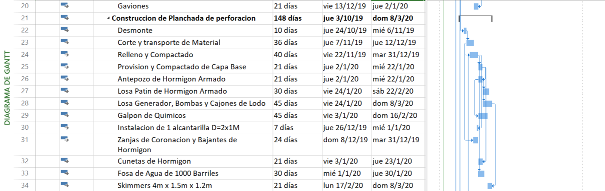 DIAGRAMA DE GANTT
20 Gaviones 21 días vie 13/12/19 jue 2/1/20
21 Construccion de Planchada de perforacion 148 días jue 3/10/19 dom 8/3/20
22 Desmonte 10 días jue 24/10/19 mié 6/11/19
23 Corte y transporte de Material 36 días jue 7/11/19 jue 12/12/19
24 Relleno y Compactado 40 días vie 22/11/19 mar 31/12/19
25 Provision y Compactado de Capa Base 21 días jue 2/1/20 mié 22/1/20
26 Antepozo de Hormigon Armado 21 días jue 2/1/20 mié 22/1/20
27 Losa Patin de Hormigon Armado 30 días vie 24/1/20 sáb 22/2/20
28 Losa Generador, Bombas y Cajones de Lodo 45 días vie 24/1/20 dom 8/3/20
29 Galpon de Quimicos 45 días vie 3/1/20 dom 16/2/20
30 Instalacion de 1 alcantarilla D=2x1M 7 días jue 26/12/19 mié 1/1/20
31 Zanjas de Coronacion y Bajantes de Hormigon 24 días dom 8/12/19 mar 31/12/19
32 Cunetas de Hormigon 21 días vie 3/1/20 jue 23/1/20
33 Fosa de Agua de 1000 Barriles 30 días mié 1/1/20 jue 30/1/20
34 Skimmers 4m x 1.5m x 1.2m 21 días lun 17/2/20 dom 8/3/20